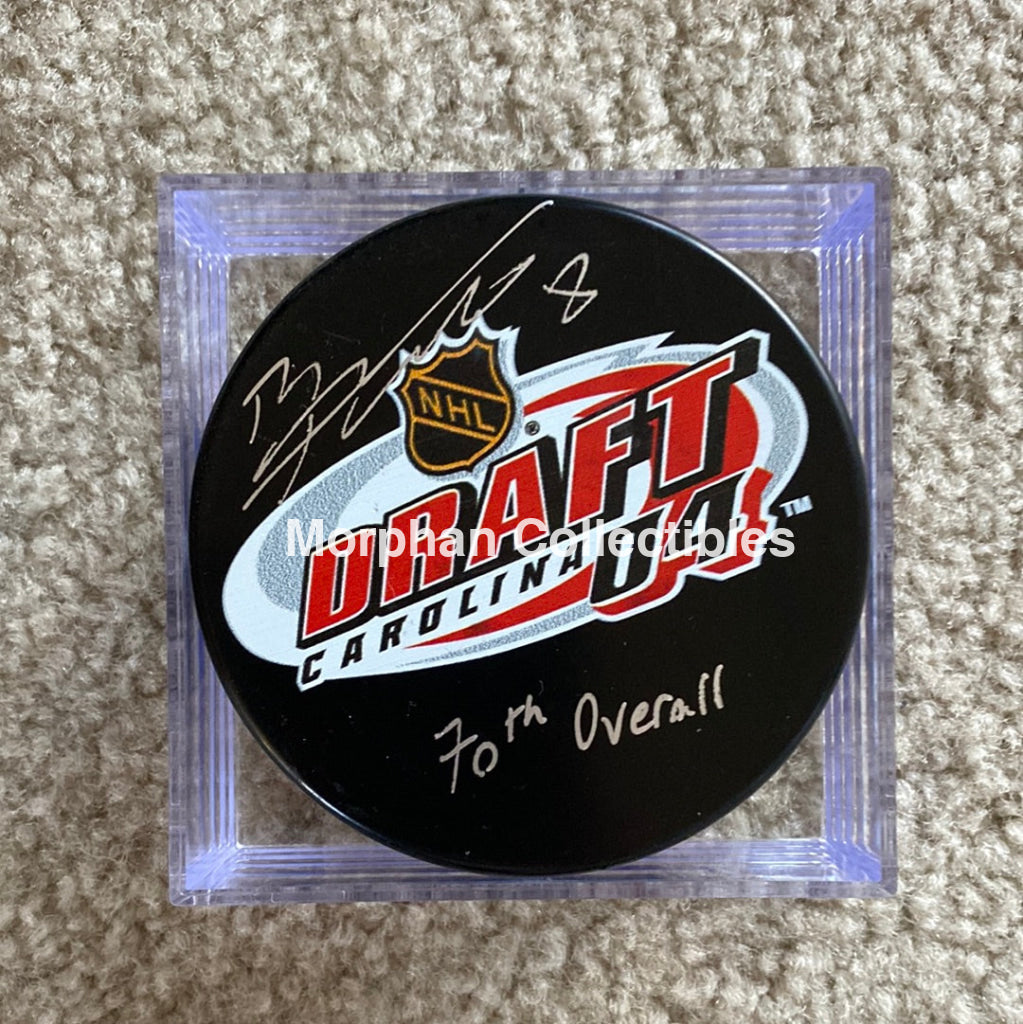 8
NHL
®
DRAFT
CAROLINA 04
™
Morphan Collectibles
70th Overall